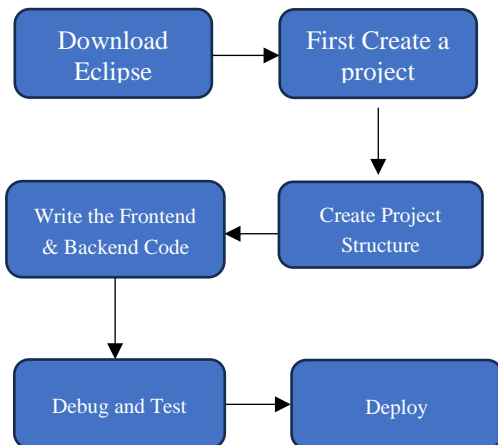 Download
Eclipse
First Create a
project
Create Project
Structure
Write the Frontend
& Backend Code
Debug and Test
Deploy